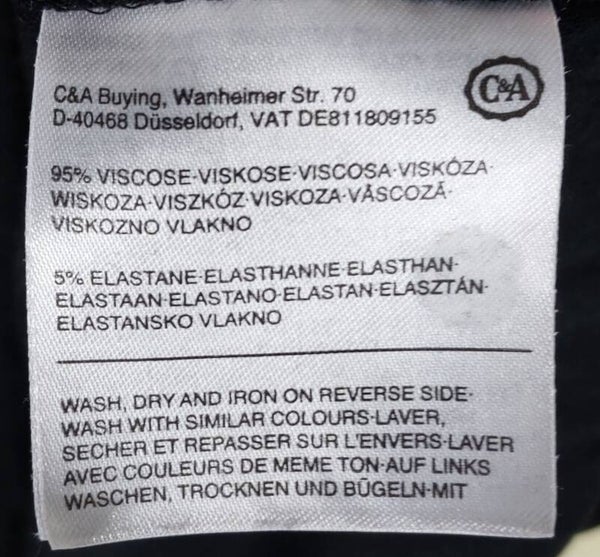 C&A
C&A Buying, Wanheimer Str. 70
D-40468 Düsseldorf, VAT DE811809155
95% VISCOSE-VISKOSE-VISCOSA-VISKÓZA-
WISKOZA-VISZKÓZ-VISKOZA-VÂSCOZĂ-
VISKOZNO VLAKNO
5% ELASTANE-ELASTHANNE-ELASTHAN-
ELASTAAN-ELASTANO-ELASTAN-ELASZTÁN-
ELASTANSKO VLAKNO
WASH, DRY AND IRON ON REVERSE SIDE-
WASH WITH SIMILAR COLOURS-LAVER,
SECHER ET REPASSER SUR L'ENVERS-LAVER
AVEC COULEURS DE MEME TON-AUF LINKS
WASCHEN, TROCKNEN UND BÜGELN-MIT